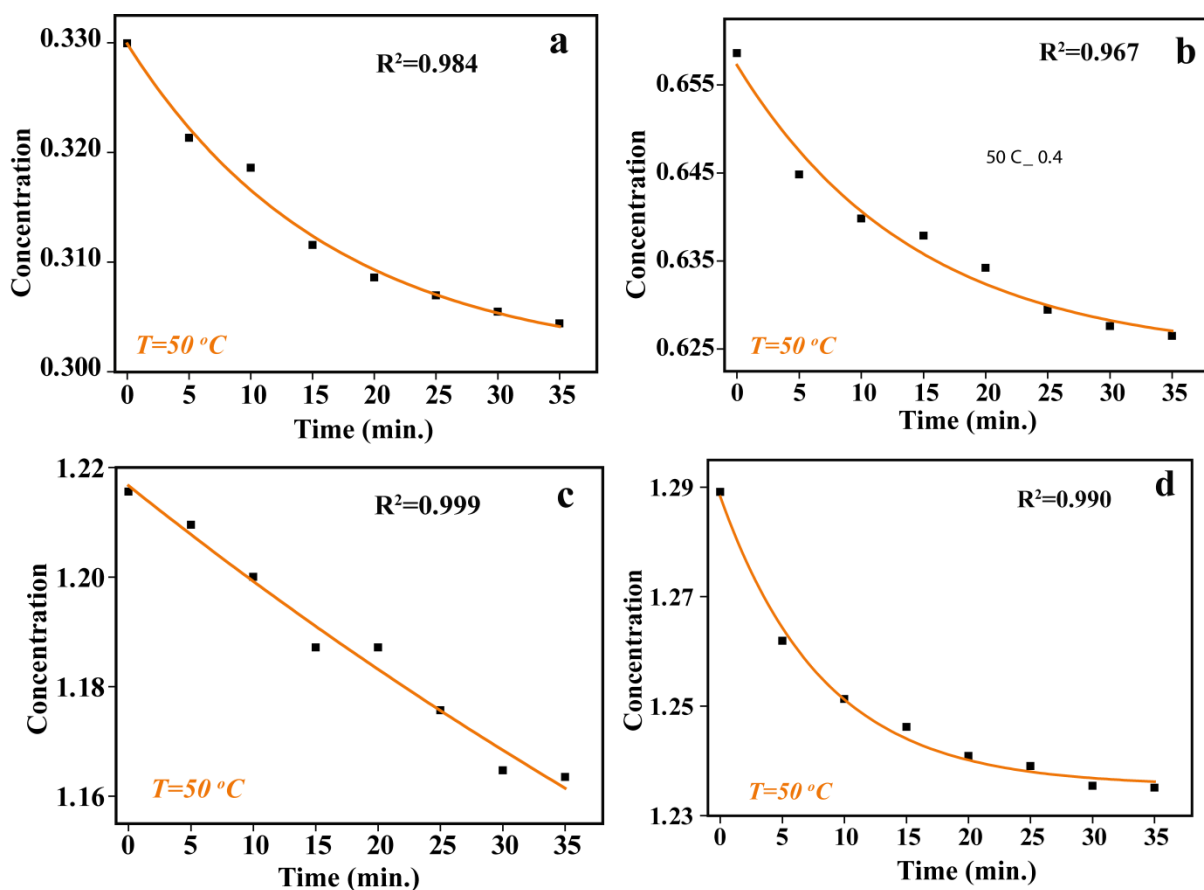 a
R²=0.984
0.330
0.320
0.310
0.300
Concentration
T=50 °C
0 5 10 15 20 25 30 35
Time (min.)
b
R²=0.967
50 C_ 0.4
0.655
0.645
0.635
0.625
Concentration
T=50 °C
0 5 10 15 20 25 30 35
Time (min.)
c
R²=0.999
1.22
1.20
1.18
1.16
Concentration
T=50 °C
0 5 10 15 20 25 30 35
Time (min.)
d
R²=0.990
1.29
1.27
1.25
1.23
Concentration
T=50 °C
0 5 10 15 20 25 30 35
Time (min.)